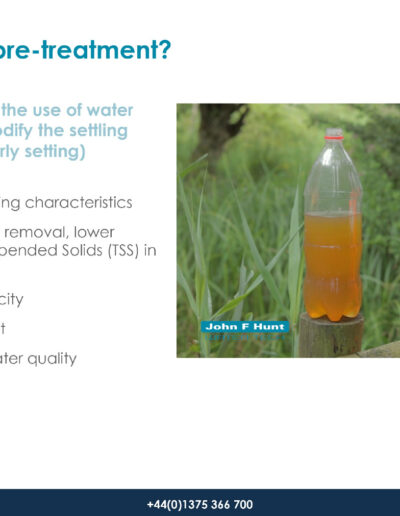 pre-treatment?
the use of water
dify the settling
rly setting)
ing characteristics
removal, lower
pended Solids (TSS) in
city
t
ater quality
John F Hunt
+44(0)1375 366 700